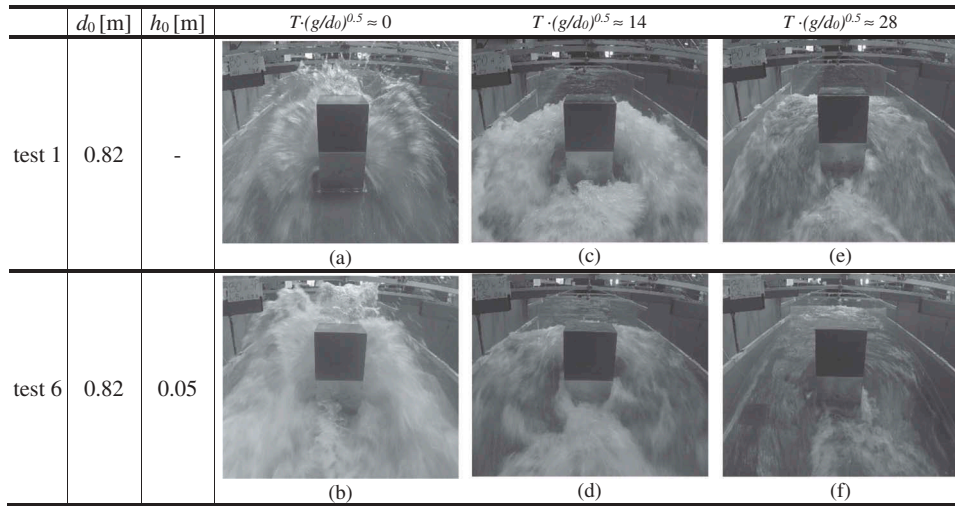 d0 [m] h0 [m] T·(g/d0)^0.5 ≈ 0 T·(g/d0)^0.5 ≈ 14 T·(g/d0)^0.5 ≈ 28
test 1 0.82 -
(a) (c) (e)
test 6 0.82 0.05
(b) (d) (f)